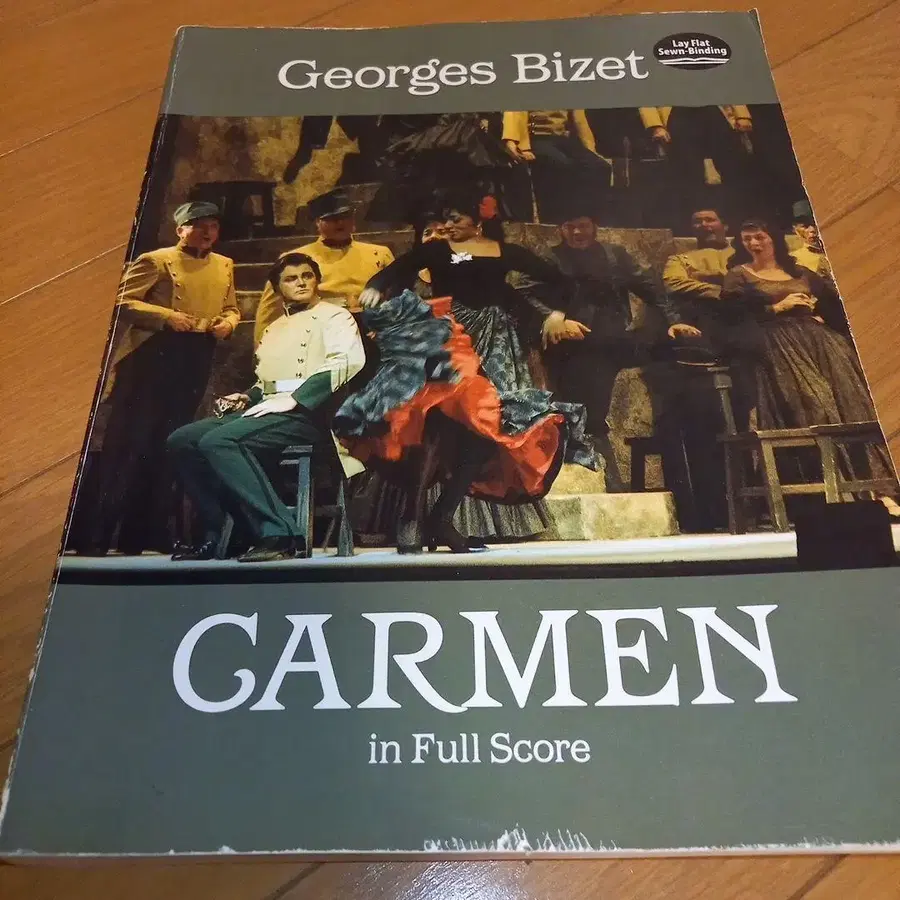 Georges Bizet
Lay Flat
Sewn-Binding
CARMEN
in Full Score